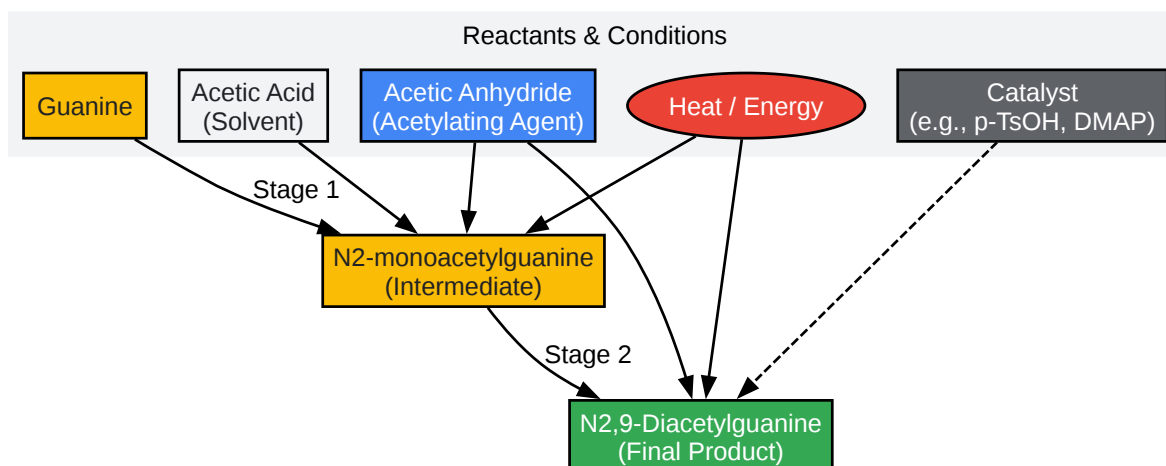 Reactants & Conditions
Guanine
Acetic Acid
(Solvent)
Acetic Anhydride
(Acetylating Agent)
Heat / Energy
Catalyst
(e.g., p-TsOH, DMAP)
Stage 1
N2-monoacetylguanine
(Intermediate)
Stage 2
N2,9-Diacetylguanine
(Final Product)